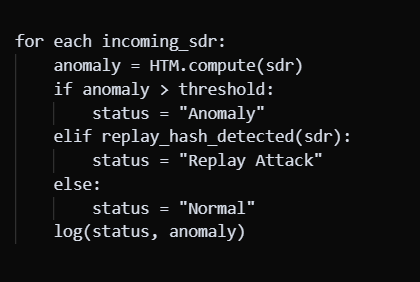 for each incoming_sdr:
    anomaly = HTM.compute(sdr)
    if anomaly > threshold:
        status = "Anomaly"
    elif replay_hash_detected(sdr):
        status = "Replay Attack"
    else:
        status = "Normal"
    log(status, anomaly)